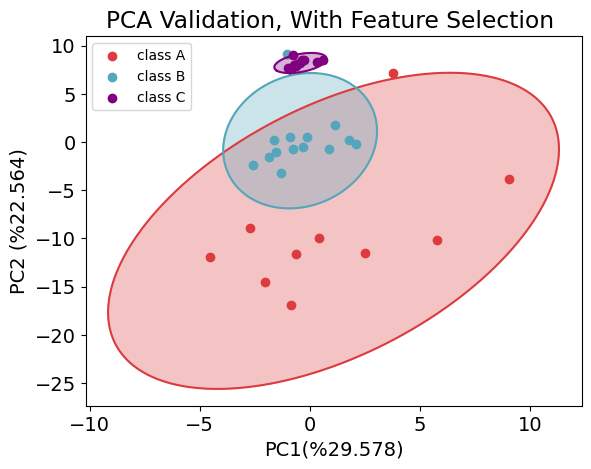 PCA Validation, With Feature Selection
class A
class B
class C
10
5
0
−5
−10
−15
−20
−25
PC2 (%22.564)
−10
−5
0
5
10
PC1(%29.578)